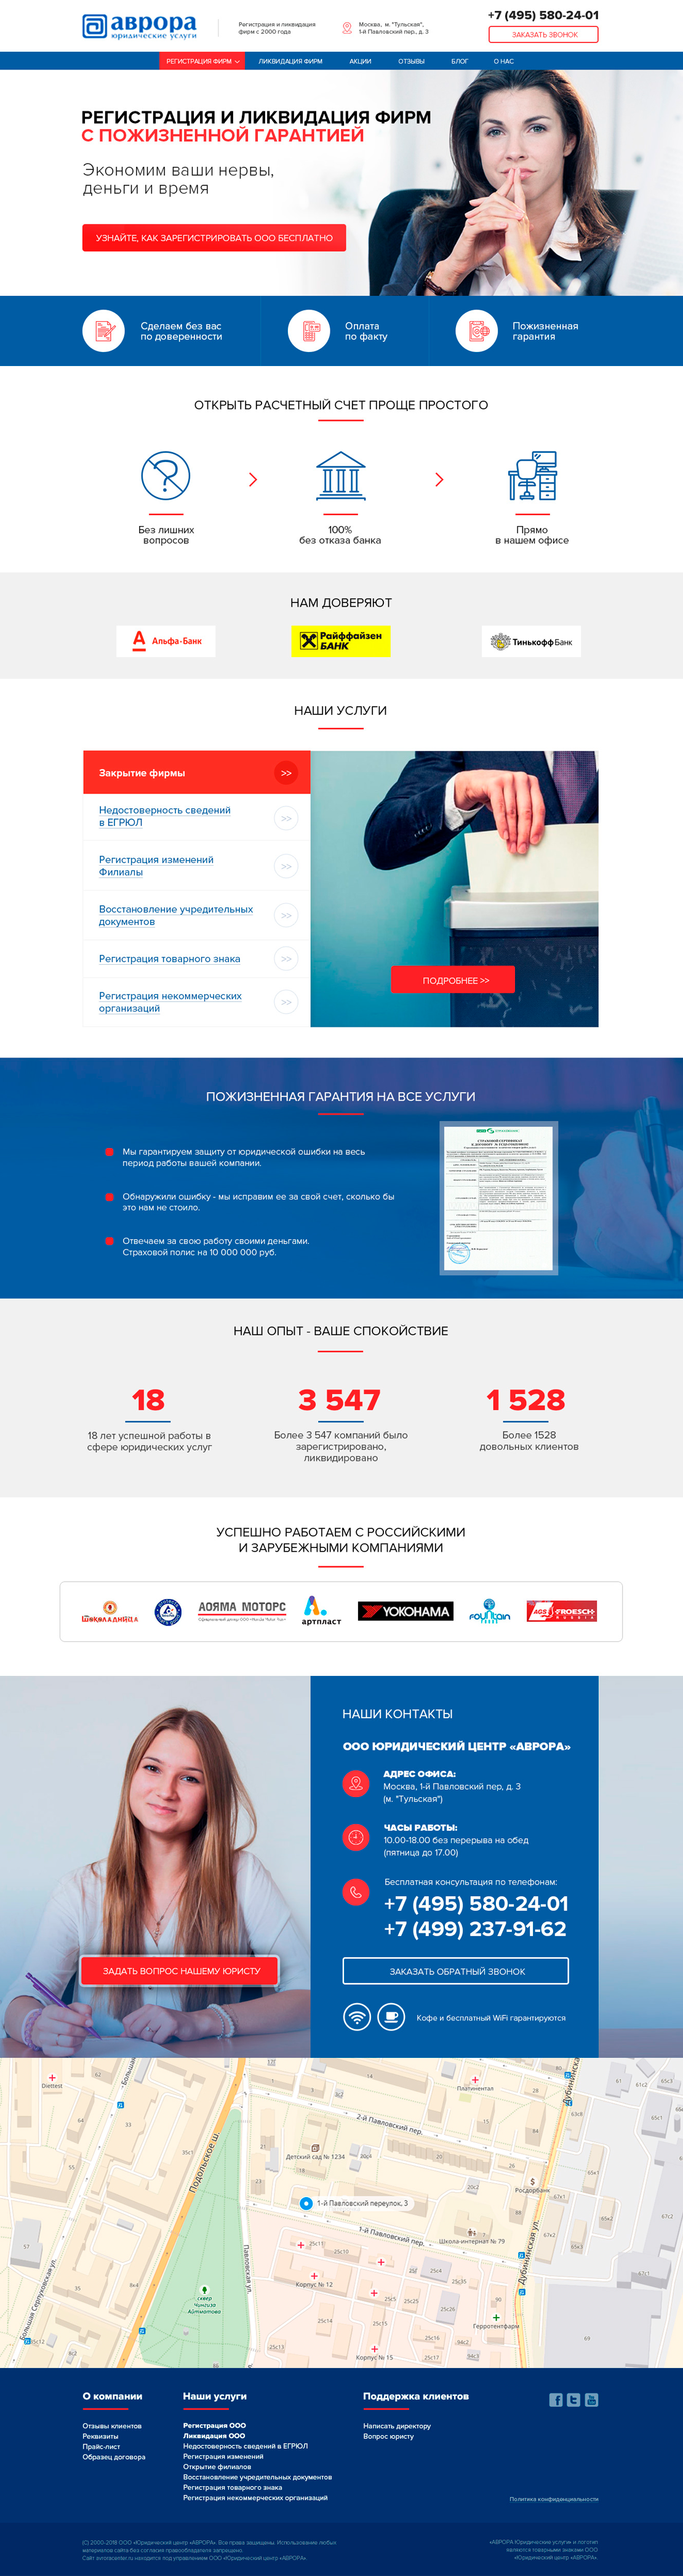 аврора
юридические услуги
Регистрация и ликвидация
фирм с 2000 года
Москва, м. "Тульская",
1-й Павловский пер., д. 3
+7 (495) 580-24-01
ЗАКАЗАТЬ ЗВОНОК
РЕГИСТРАЦИЯ ФИРМ
ЛИКВИДАЦИЯ ФИРМ
АКЦИИ
ОТЗЫВЫ
БЛОГ
О НАС
РЕГИСТРАЦИЯ И ЛИКВИДАЦИЯ ФИРМ
С ПОЖИЗНЕННОЙ ГАРАНТИЕЙ
Экономим ваши нервы,
деньги и время
УЗНАЙТЕ, КАК ЗАРЕГИСТРИРОВАТЬ ООО БЕСПЛАТНО
Сделаем без вас
по доверенности
Оплата
по факту
Пожизненная
гарантия
ОТКРЫТЬ РАСЧЕТНЫЙ СЧЕТ ПРОЩЕ ПРОСТОГО
Без лишних
вопросов
100%
без отказа банка
Прямо
в нашем офисе
НАМ ДОВЕРЯЮТ
Альфа-Банк
Райффайзен
БАНК
Тинькофф Банк
НАШИ УСЛУГИ
Закрытие фирмы >>
Недостоверность сведений
в ЕГРЮЛ >>
Регистрация изменений
Филиалы >>
Восстановление учредительных
документов >>
Регистрация товарного знака >>
Регистрация некоммерческих
организаций >>
ПОДРОБНЕЕ >>
ПОЖИЗНЕННАЯ ГАРАНТИЯ НА ВСЕ УСЛУГИ
Мы гарантируем защиту от юридической ошибки на весь
период работы вашей компании.
Обнаружили ошибку - мы исправим ее за свой счет, сколько бы
это нам не стоило.
Отвечаем за свою работу своими деньгами.
Страховой полис на 10 000 000 руб.
СТРАХОВОЙ СЕРТИФИКАТ
НАШ ОПЫТ - ВАШЕ СПОКОЙСТВИЕ
18
18 лет успешной работы в
сфере юридических услуг
3 547
Более 3 547 компаний было
зарегистрировано,
ликвидировано
1 528
Более 1528
довольных клиентов
УСПЕШНО РАБОТАЕМ С РОССИЙСКИМИ
И ЗАРУБЕЖНЫМИ КОМПАНИЯМИ
Шоколадница
АОЯМА МОТОРС
артпласт
YOKOHAMA
Fountain
AGS FROESCH
RUSSIA
НАШИ КОНТАКТЫ
ООО ЮРИДИЧЕСКИЙ ЦЕНТР «АВРОРА»
АДРЕС ОФИСА:
Москва, 1-й Павловский пер, д. 3
(м. "Тульская")
ЧАСЫ РАБОТЫ:
10.00-18.00 без перерыва на обед
(пятница до 17.00)
Бесплатная консультация по телефонам:
+7 (495) 580-24-01
+7 (499) 237-91-62
ЗАДАТЬ ВОПРОС НАШЕМУ ЮРИСТУ
ЗАКАЗАТЬ ОБРАТНЫЙ ЗВОНОК
Кофе и бесплатный WiFi гарантируются
Diettest
Платинентал
2-й Павловский пер.
Подольское ш.
Детский сад № 1234
Росдорбанк
1-й Павловский переулок, 3
1-й Павловский пер.
Школа-интернат № 79
Павловская ул.
Дубининская ул.
Большая Серпуховская ул.
Корпус № 12
сквер
Чингиза
Айтматова
Герротентфарм
Корпус № 15
О компании
Отзывы клиентов
Реквизиты
Прайс-лист
Образец договора
Наши услуги
Регистрация ООО
Ликвидация ООО
Недостоверность сведений в ЕГРЮЛ
Регистрация изменений
Открытие филиалов
Восстановление учредительных документов
Регистрация товарного знака
Регистрация некоммерческих организаций
Поддержка клиентов
Написать директору
Вопрос юристу
Политика конфиденциальности
(С) 2000-2018 ООО «Юридический центр «АВРОРА». Все права защищены. Использование любых
материалов сайта без согласия правообладателя запрещено.
Сайт avroracenter.ru находится под управлением ООО «Юридический центр «АВРОРА».
«АВРОРА Юридические услуги» и логотип
являются товарными знаками ООО
«Юридический центр «АВРОРА».